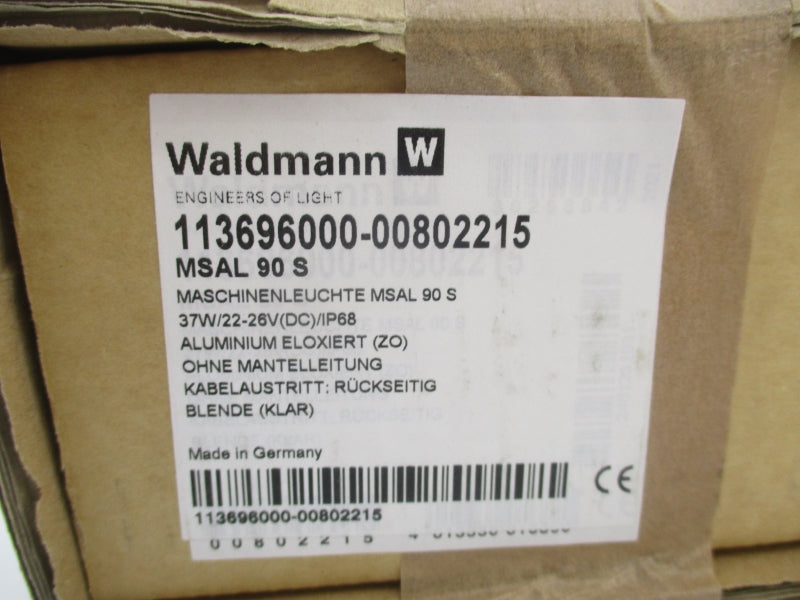 Waldmann W
ENGINEERS OF LIGHT
113696000-00802215
MSAL 90 S
MASCHINENLEUCHTE MSAL 90 S
37W/22-26V(DC)/IP68
ALUMINIUM ELOXIERT (ZO)
OHNE MANTELLEITUNG
KABELAUSTRITT: RÜCKSEITIG
BLENDE (KLAR)
Made in Germany
CE
113696000-00802215
00802215